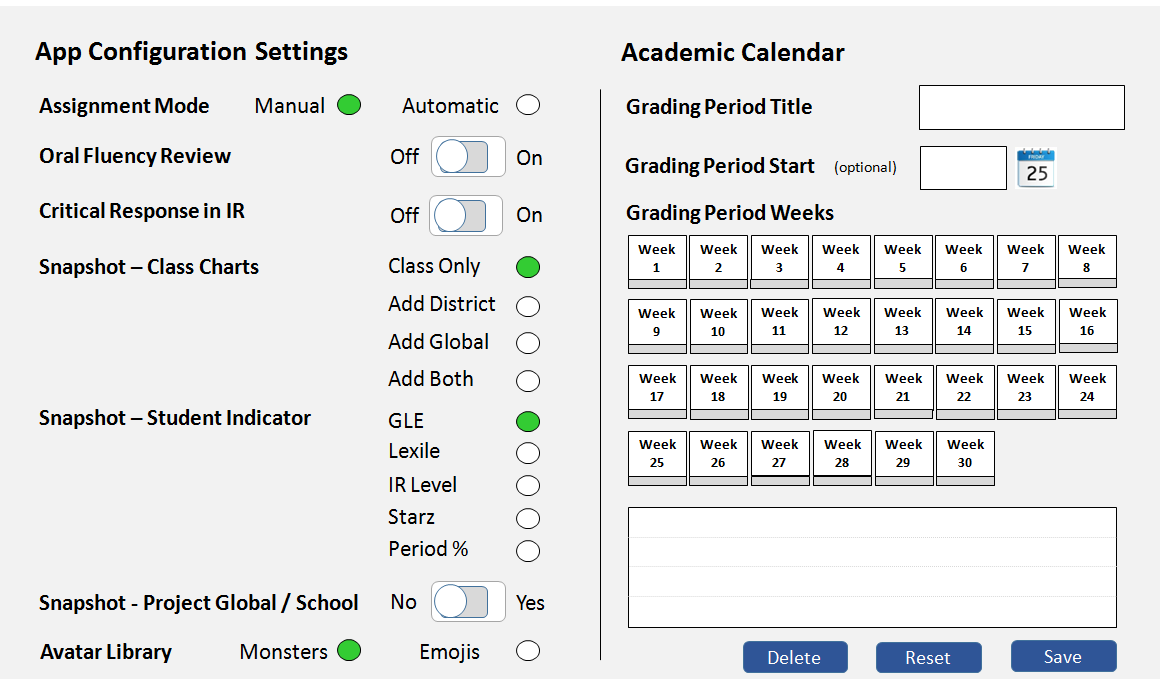 App Configuration Settings
Assignment Mode Manual Automatic
Oral Fluency Review Off On
Critical Response in IR Off On
Snapshot – Class Charts Class Only
Add District
Add Global
Add Both
Snapshot – Student Indicator GLE
Lexile
IR Level
Starz
Period %
Snapshot - Project Global / School No Yes
Avatar Library Monsters Emojis
Academic Calendar
Grading Period Title
Grading Period Start (optional) FRIDAY 25
Grading Period Weeks
Week 1 Week 2 Week 3 Week 4 Week 5 Week 6 Week 7 Week 8
Week 9 Week 10 Week 11 Week 12 Week 13 Week 14 Week 15 Week 16
Week 17 Week 18 Week 19 Week 20 Week 21 Week 22 Week 23 Week 24
Week 25 Week 26 Week 27 Week 28 Week 29 Week 30
Delete Reset Save